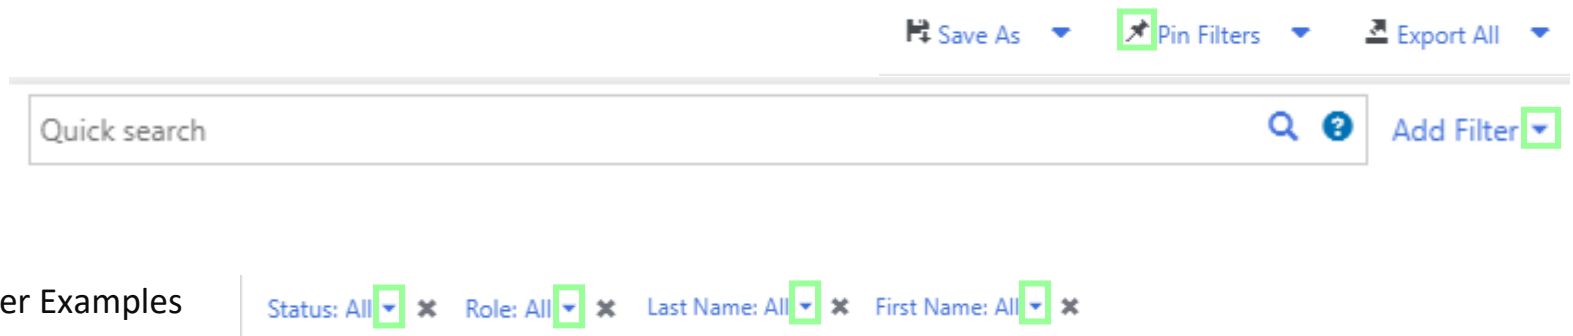 Save As Pin Filters Export All
Quick search ? Add Filter
er Examples Status: All Role: All Last Name: All First Name: All